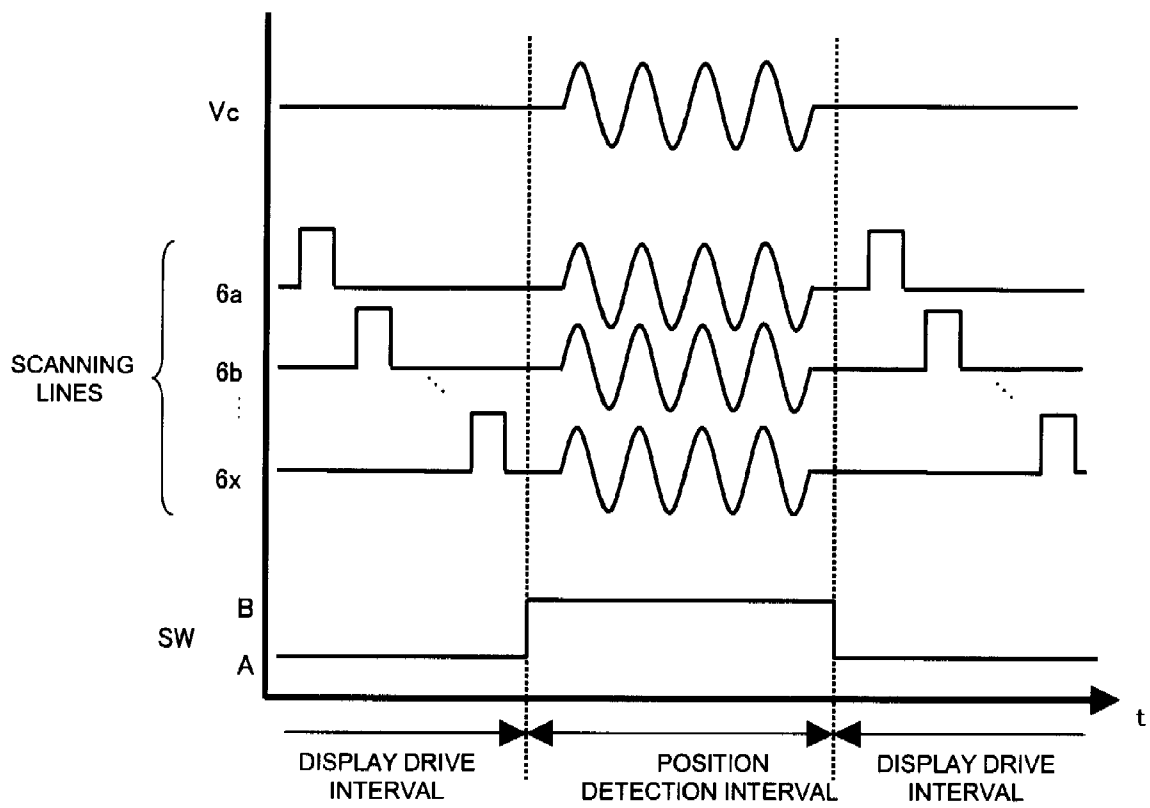 Vc
6a
SCANNING
LINES
6b
6x
B
SW
A
t
DISPLAY DRIVE
INTERVAL
POSITION
DETECTION INTERVAL
DISPLAY DRIVE
INTERVAL